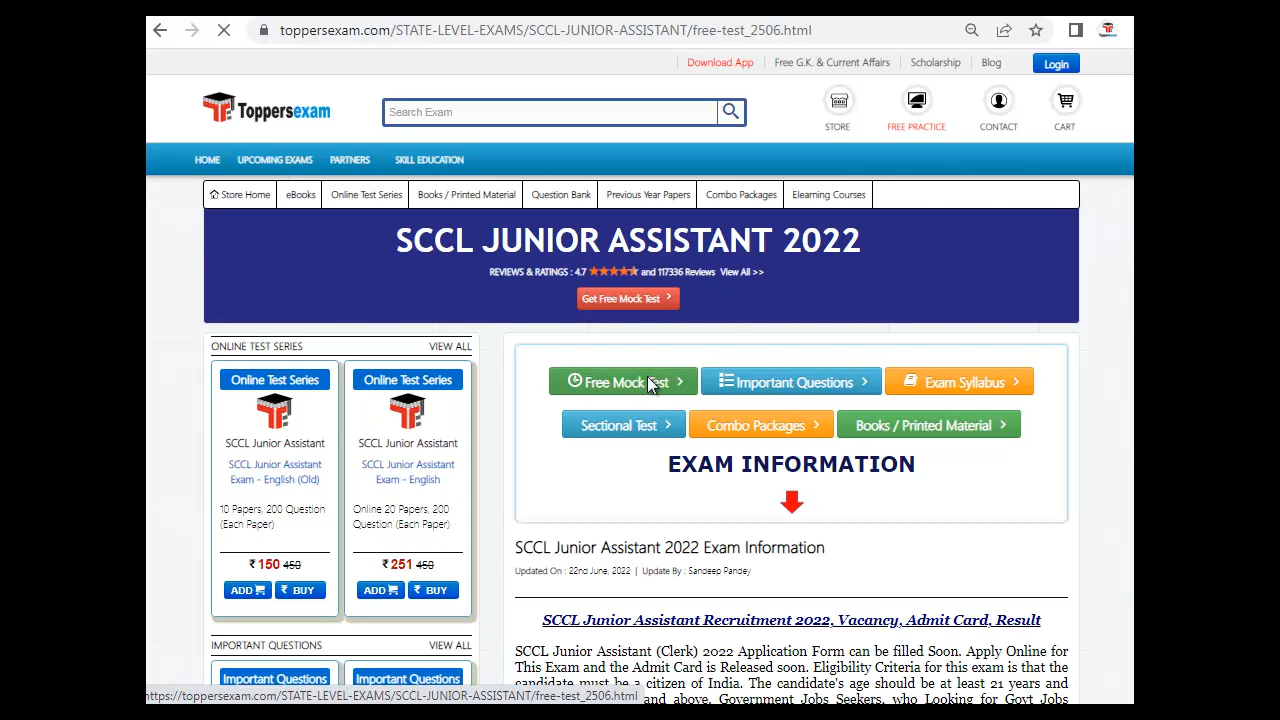 toppersexam.com/STATE-LEVEL-EXAMS/SCCL-JUNIOR-ASSISTANT/free-test_2506.html
Download App
Free G.K. & Current Affairs
Scholarship
Blog
Login
Toppersexam
Search Exam
STORE
FREE PRACTICE
CONTACT
CART
HOME
UPCOMING EXAMS
PARTNERS
SKILL EDUCATION
Store Home
eBooks
Online Test Series
Books / Printed Material
Question Bank
Previous Year Papers
Combo Packages
Elearning Courses
SCCL JUNIOR ASSISTANT 2022
REVIEWS & RATINGS : 4.7 and 117336 Reviews View All >>
Get Free Mock Test
ONLINE TEST SERIES
VIEW ALL
Online Test Series
SCCL Junior Assistant
SCCL Junior Assistant
Exam - English (Old)
10 Papers, 200 Question
(Each Paper)
₹ 150 450
ADD
₹ BUY
Online Test Series
SCCL Junior Assistant
SCCL Junior Assistant
Exam - English
Online 20 Papers, 200
Question (Each Paper)
₹ 251 450
ADD
₹ BUY
IMPORTANT QUESTIONS
VIEW ALL
Important Questions
Important Questions
Free Mock Test
Important Questions
Exam Syllabus
Sectional Test
Combo Packages
Books / Printed Material
EXAM INFORMATION
SCCL Junior Assistant 2022 Exam Information
Updated On : 22nd June, 2022 | Update By : Sandeep Pandey
SCCL Junior Assistant Recruitment 2022, Vacancy, Admit Card, Result
SCCL Junior Assistant (Clerk) 2022 Application Form can be filled Soon. Apply Online for
This Exam and the Admit Card is Released soon. Eligibility Criteria for this exam is that the
candidate must be a citizen of India. The candidate's age should be at least 21 years and
and above. Government Jobs Seekers, who Looking for Govt Jobs
https://toppersexam.com/STATE-LEVEL-EXAMS/SCCL-JUNIOR-ASSISTANT/free-test_2506.html